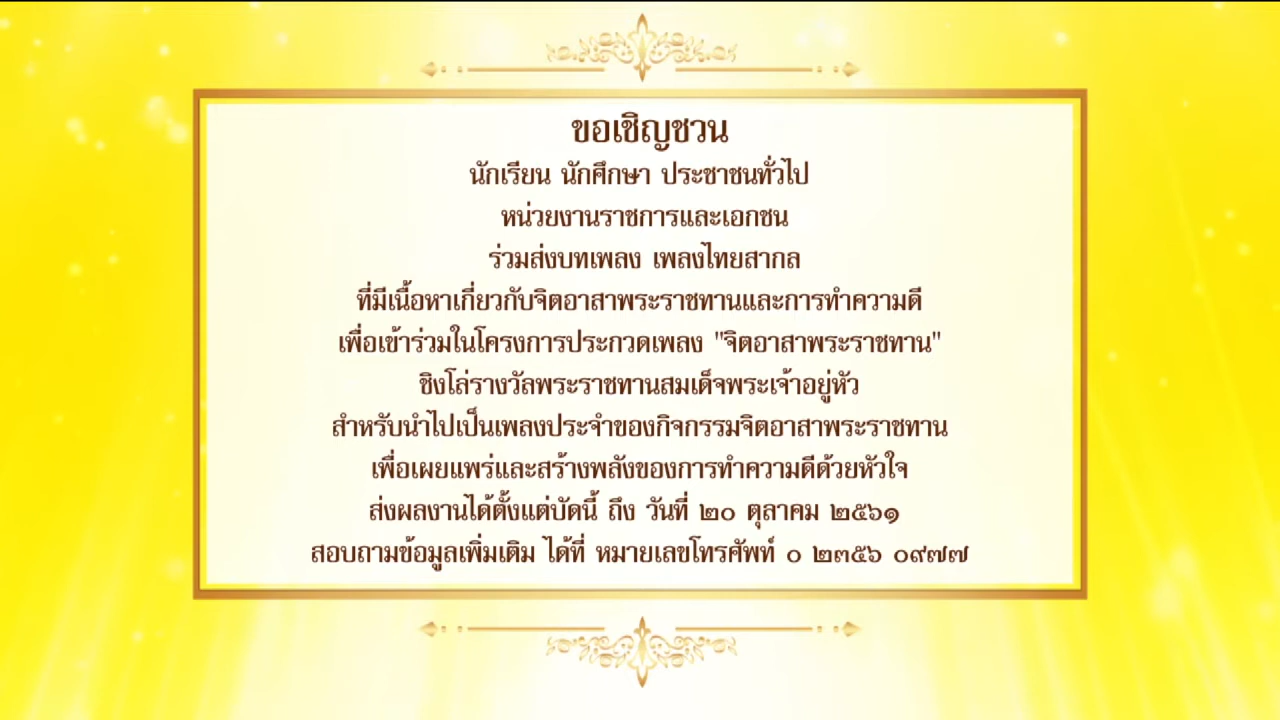 ขอเชิญชวน
นักเรียน นักศึกษา ประชาชนทั่วไป
หน่วยงานราชการและเอกชน
ร่วมส่งบทเพลง เพลงไทยสากล
ที่มีเนื้อหาเกี่ยวกับจิตอาสาพระราชทานและการทำความดี
เพื่อเข้าร่วมในโครงการประกวดเพลง "จิตอาสาพระราชทาน"
ชิงโล่รางวัลพระราชทานสมเด็จพระเจ้าอยู่หัว
สำหรับนำไปเป็นเพลงประจำของกิจกรรมจิตอาสาพระราชทาน
เพื่อเผยแพร่และสร้างพลังของการทำความดีด้วยหัวใจ
ส่งผลงานได้ตั้งแต่บัดนี้ ถึง วันที่ ๒๐ ตุลาคม ๒๕๖๑
สอบถามข้อมูลเพิ่มเติม ได้ที่ หมายเลขโทรศัพท์ ๐ ๒๓๕๖ ๐๙๗๗